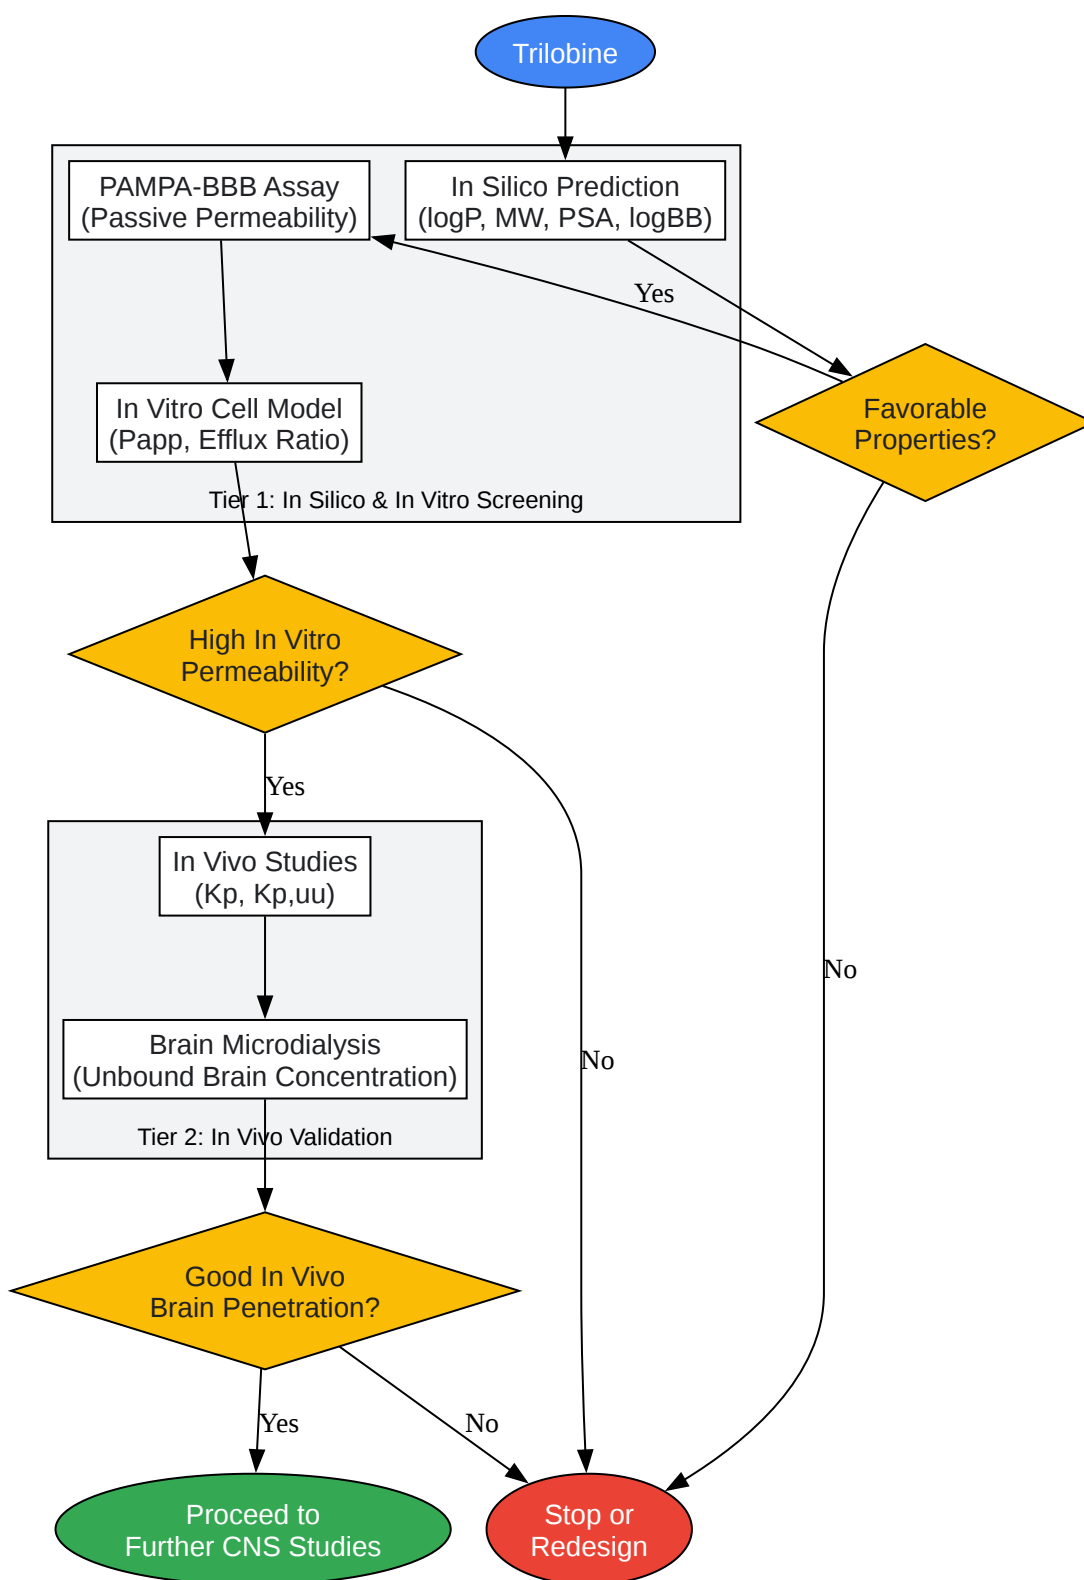 Trilobine
PAMPA-BBB Assay
(Passive Permeability)
In Silico Prediction
(logP, MW, PSA, logBB)
Yes
Favorable
Properties?
In Vitro Cell Model
(Papp, Efflux Ratio)
Tier 1: In Silico & In Vitro Screening
High In Vitro
Permeability?
Yes
In Vivo Studies
(Kp, Kp,uu)
No
Brain Microdialysis
(Unbound Brain Concentration)
No
Tier 2: In Vivo Validation
Good In Vivo
Brain Penetration?
Yes
No
Proceed to
Further CNS Studies
Stop or
Redesign